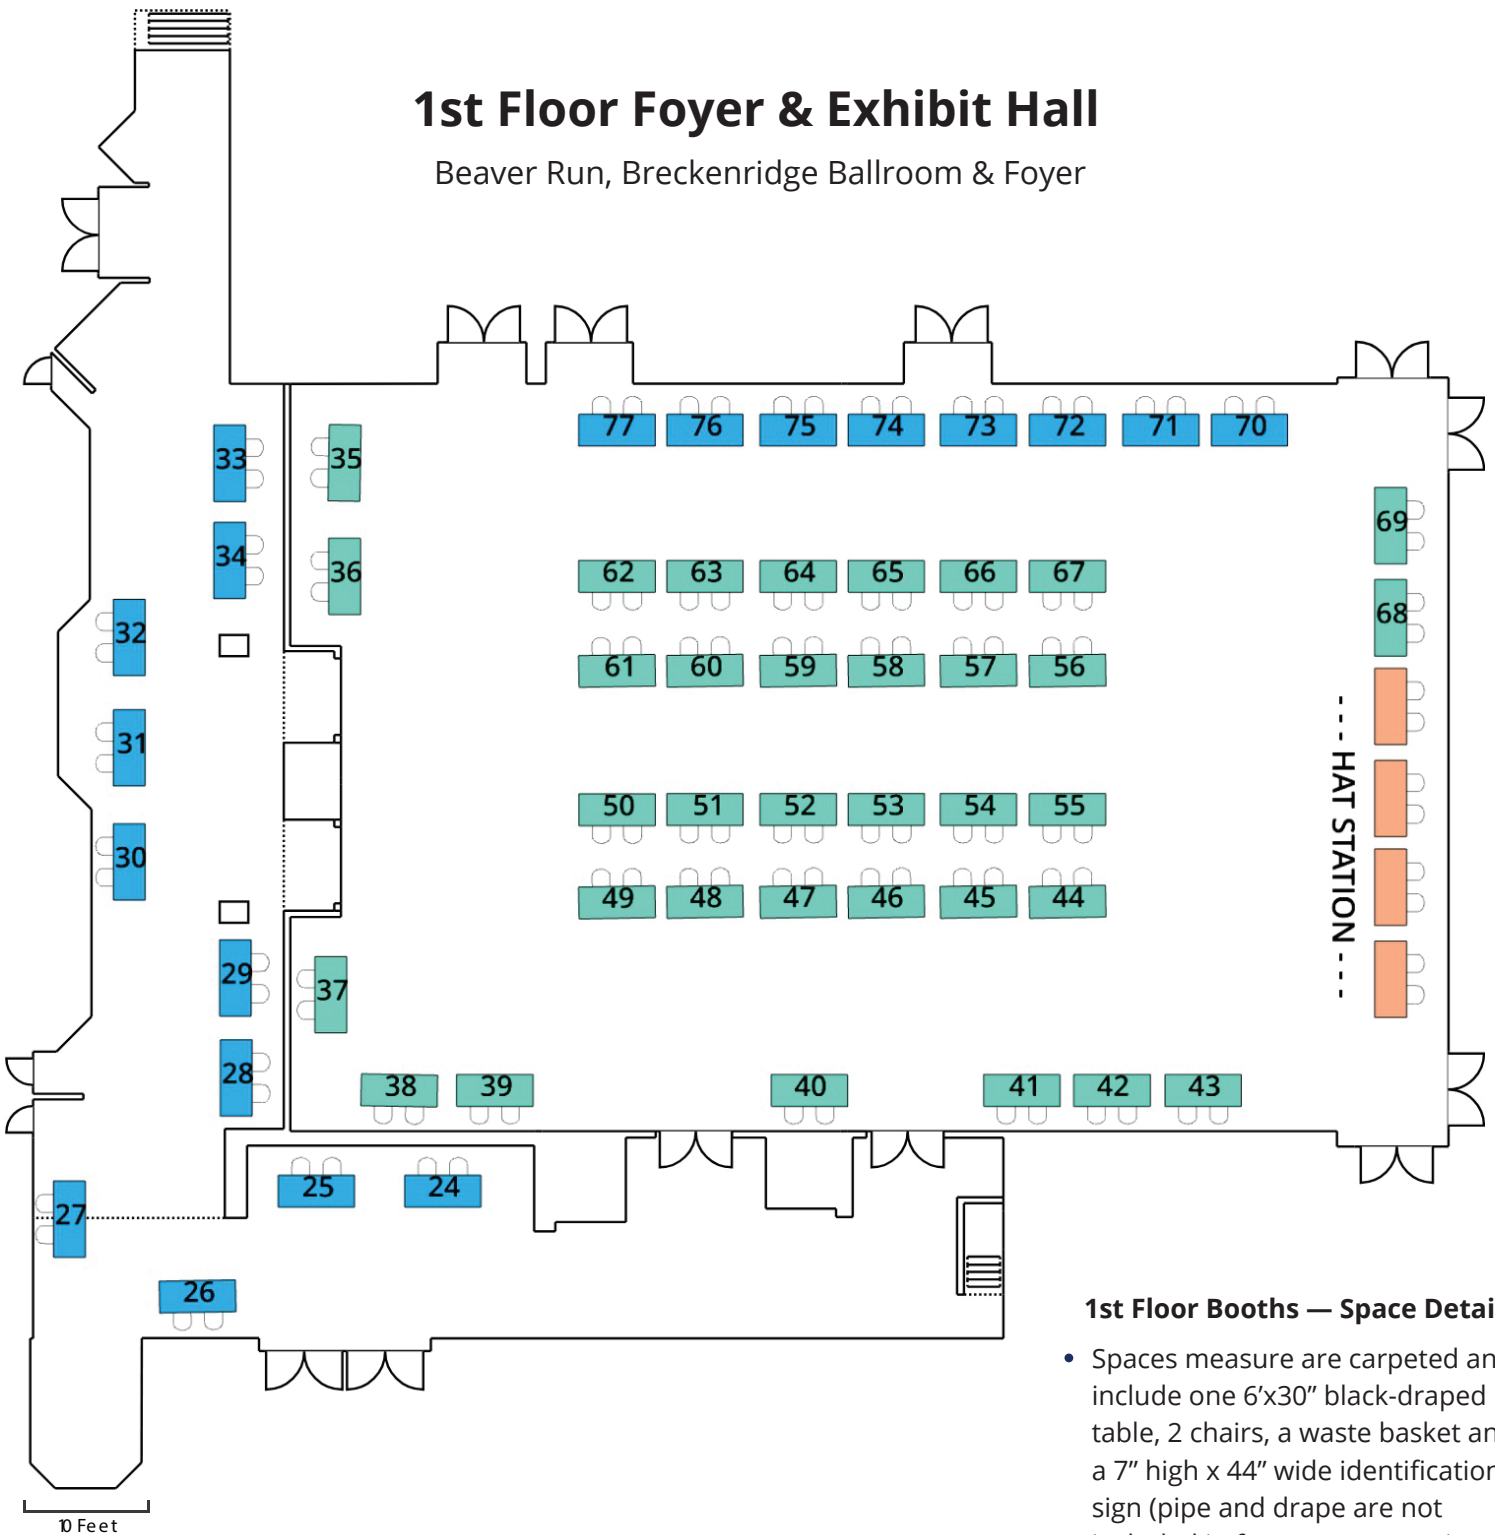 1st Floor Foyer & Exhibit Hall
Beaver Run, Breckenridge Ballroom & Foyer
77 76 75 74 73 72 71 70
33 35
69
34 36
62 63 64 65 66 67
68
32
61 60 59 58 57 56
31
50 51 52 53 54 55
--- HAT STATION ---
30
49 48 47 46 45 44
29
37
28
38 39 40 41 42 43
25 24
27
26
1st Floor Booths — Space Detai
• Spaces measure are carpeted an
include one 6’x30” black-draped
table, 2 chairs, a waste basket an
a 7” high x 44” wide identification
sign (pipe and drape are not
10 Feet